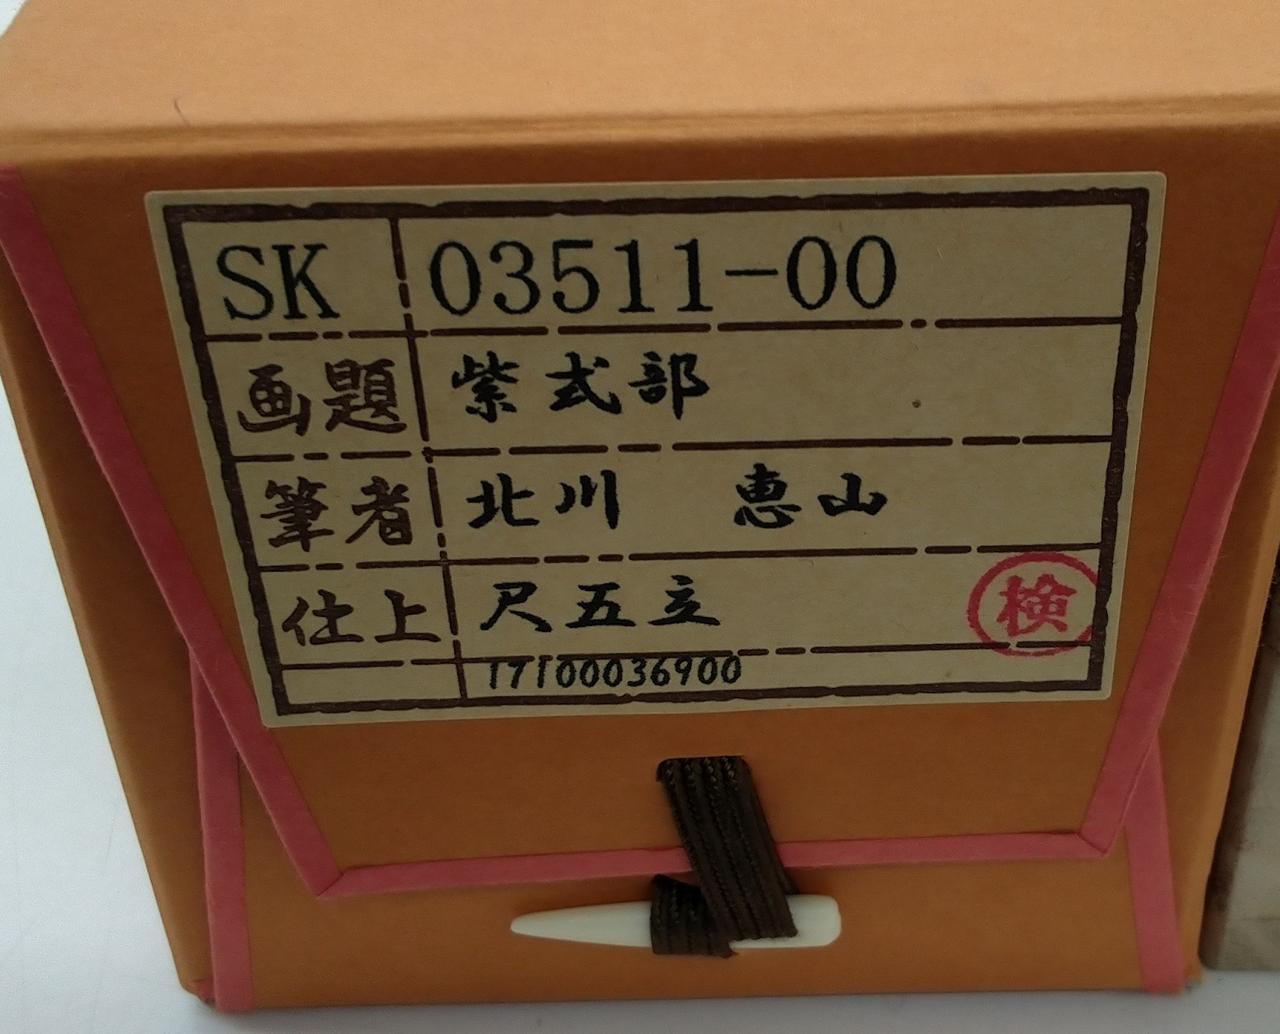 SK 03511-00
画題 紫式部
筆者 北川 恵山
仕上 尺五立
検
17100036900